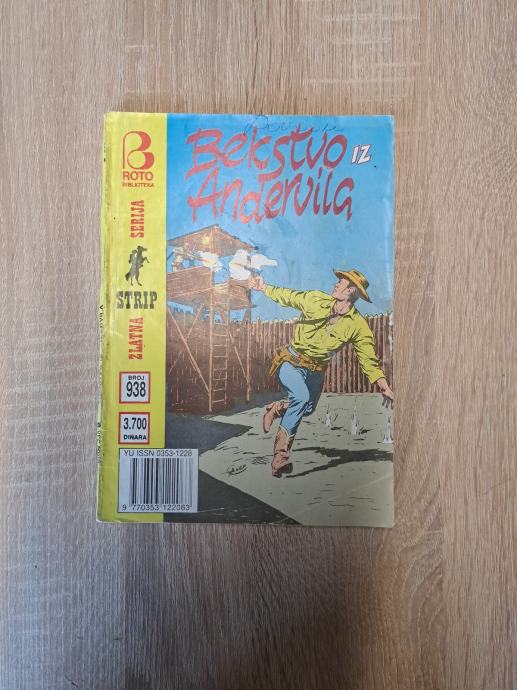 Bekstvo
iz
Andervila
ROTO
BIBLIOTEKA
ZLATNA STRIP SERIJA
BROJ
938
3.700
DINARA
YU ISSN 0353-1228
9 770353 122063